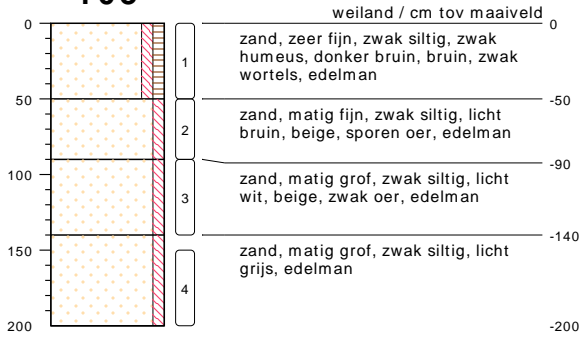 weiland / cm tov maaiveld
0
0
zand, zeer fijn, zwak siltig, zwak
humeus, donker bruin, bruin, zwak
wortels, edelman
1
50
-50
zand, matig fijn, zwak siltig, licht
bruin, beige, sporen oer, edelman
2
-90
100
zand, matig grof, zwak siltig, licht
wit, beige, zwak oer, edelman
3
-140
150
zand, matig grof, zwak siltig, licht
grijs, edelman
4
200
-200